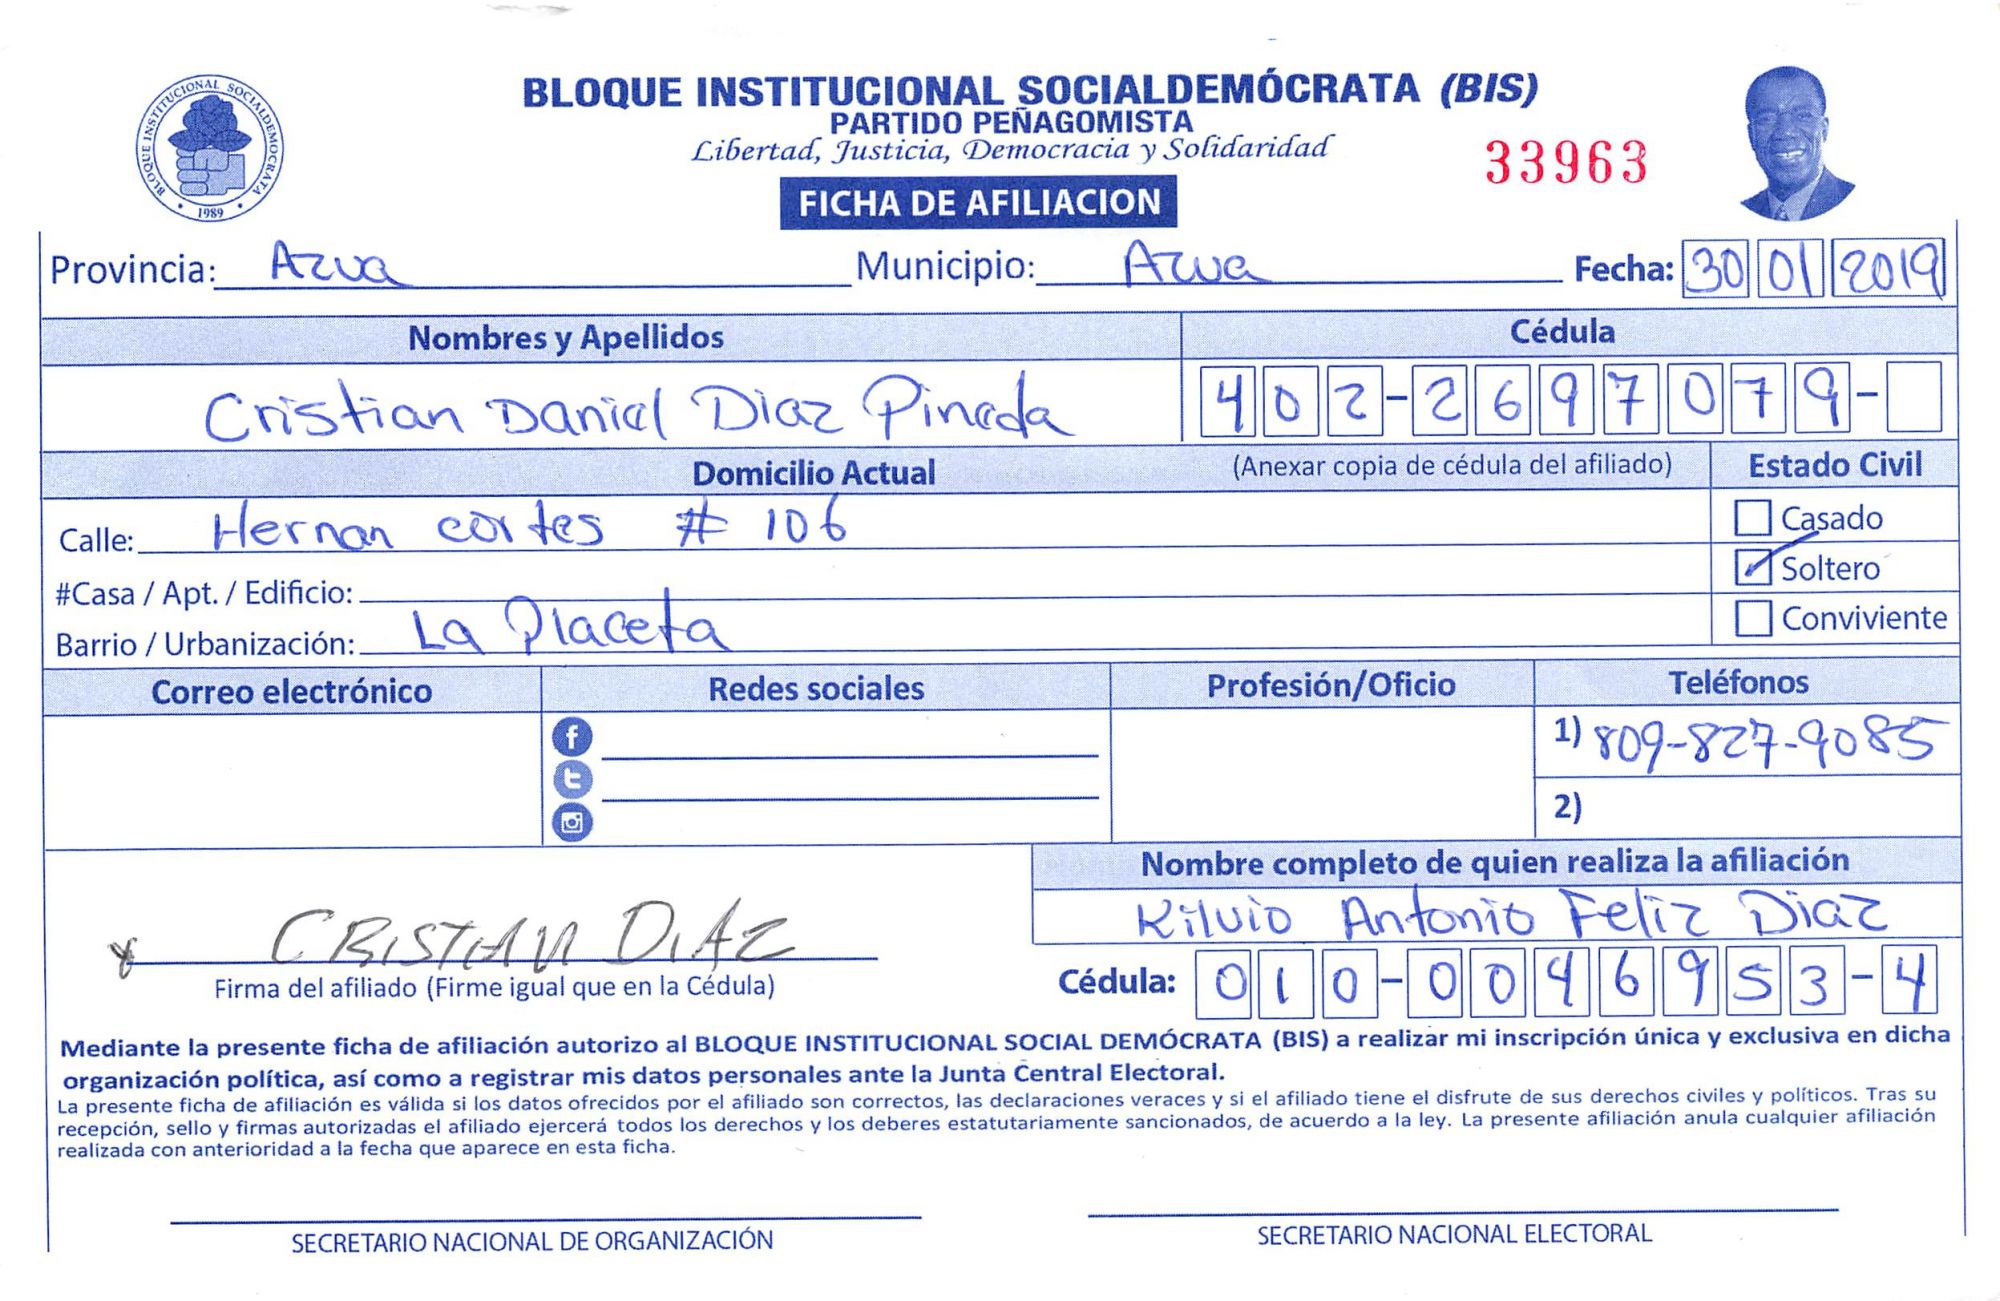 BLOQUE INSTITUCIONAL SOCIALDEMOCRATA
1989
BLOQUE INSTITUCIONAL SOCIALDEMÓCRATA (BIS)
PARTIDO PEÑAGOMISTA
Libertad, Justicia, Democracia y Solidaridad
33963
FICHA DE AFILIACION
Provincia: Azua Municipio: Azua Fecha: 30 01 2019
Nombres y Apellidos Cédula
Cristian Daniel Diaz Pineda 402-2697079-
Domicilio Actual (Anexar copia de cédula del afiliado) Estado Civil
Calle: Hernan cortes # 106 Casado
#Casa / Apt. / Edificio: Soltero
Barrio / Urbanización: La Placeta Conviviente
Correo electrónico Redes sociales Profesión/Oficio Teléfonos
1) 809-827-9085
2)
Nombre completo de quien realiza la afiliación
Kilvio Antonio Feliz Diaz
CRISTIAN DIAZ
Firma del afiliado (Firme igual que en la Cédula) Cédula: 010-0046953-4
Mediante la presente ficha de afiliación autorizo al BLOQUE INSTITUCIONAL SOCIAL DEMÓCRATA (BIS) a realizar mi inscripción única y exclusiva en dicha
organización política, así como a registrar mis datos personales ante la Junta Central Electoral.
La presente ficha de afiliación es válida si los datos ofrecidos por el afiliado son correctos, las declaraciones veraces y si el afiliado tiene el disfrute de sus derechos civiles y políticos. Tras su
recepción, sello y firmas autorizadas el afiliado ejercerá todos los derechos y los deberes estatutariamente sancionados, de acuerdo a la ley. La presente afiliación anula cualquier afiliación
realizada con anterioridad a la fecha que aparece en esta ficha.
SECRETARIO NACIONAL DE ORGANIZACIÓN SECRETARIO NACIONAL ELECTORAL